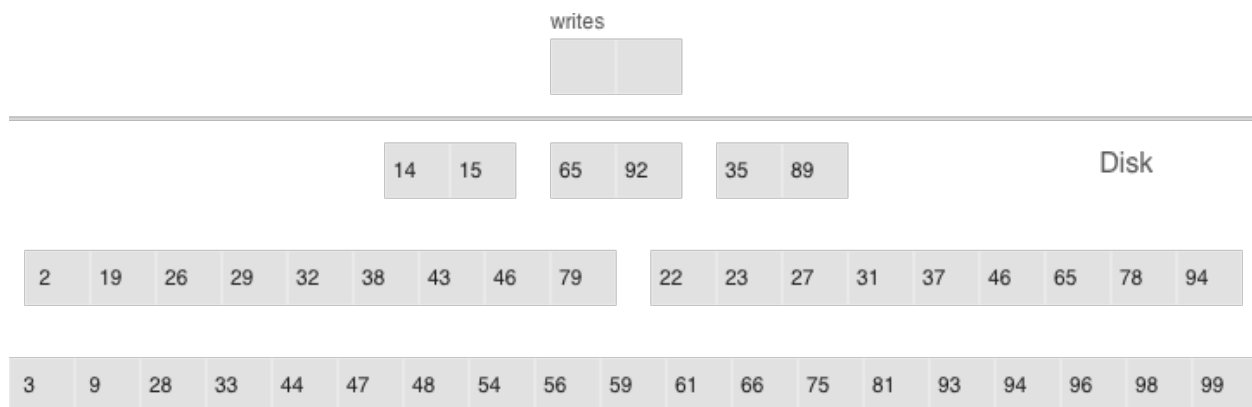 writes
14 15 65 92 35 89 Disk
2 19 26 29 32 38 43 46 79 22 23 27 31 37 46 65 78 94
3 9 28 33 44 47 48 54 56 59 61 66 75 81 93 94 96 98 99